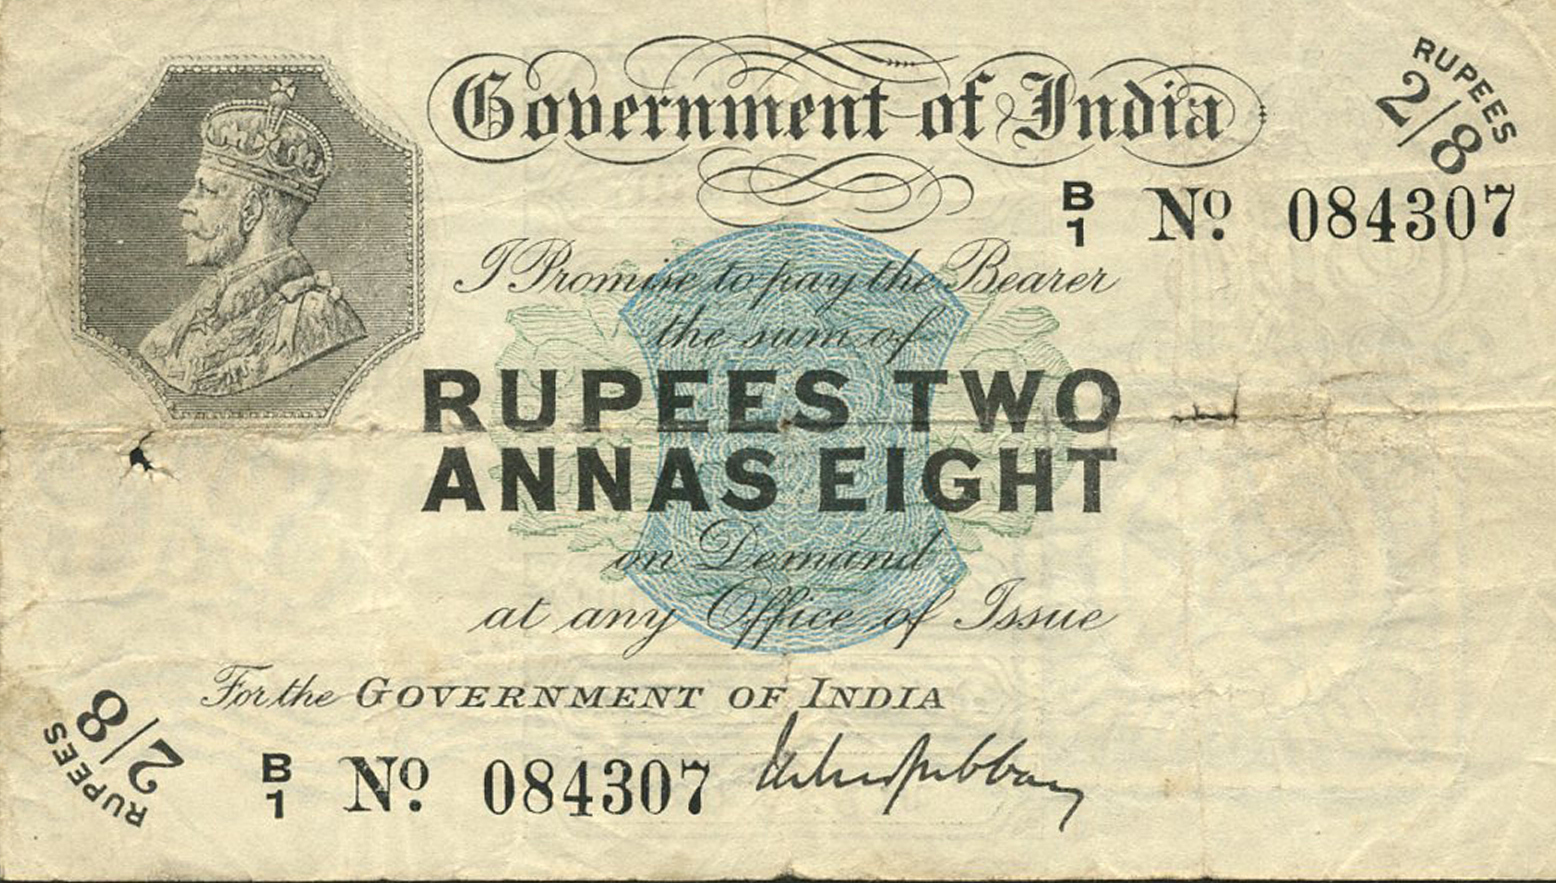 Government of India
RUPEES
2/8
B/1 Nº 084307
I Promise to pay the Bearer
the sum of
RUPEES TWO
ANNAS EIGHT
on Demand
at any Office of Issue
For the GOVERNMENT OF INDIA
RUPEES
2/8
B/1 Nº 084307